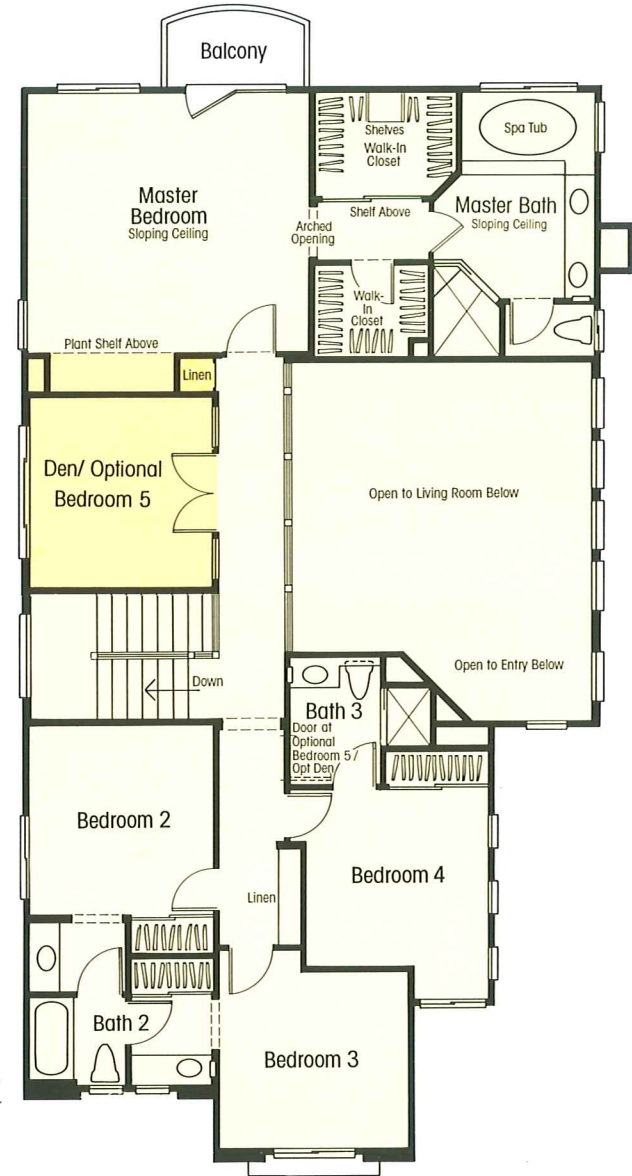 Balcony
Shelves
Walk-In
Closet
Spa Tub
Master
Bedroom
Sloping Ceiling
Shelf Above
Master Bath
Sloping Ceiling
Arched
Opening
Walk-
In
Closet
Plant Shelf Above
Linen
Den/ Optional
Bedroom 5
Open to Living Room Below
Open to Entry Below
Down
Bath 3
Door at
Optional
Bedroom 5/
Opt Den
Bedroom 2
Bedroom 4
Linen
Bath 2
Bedroom 3